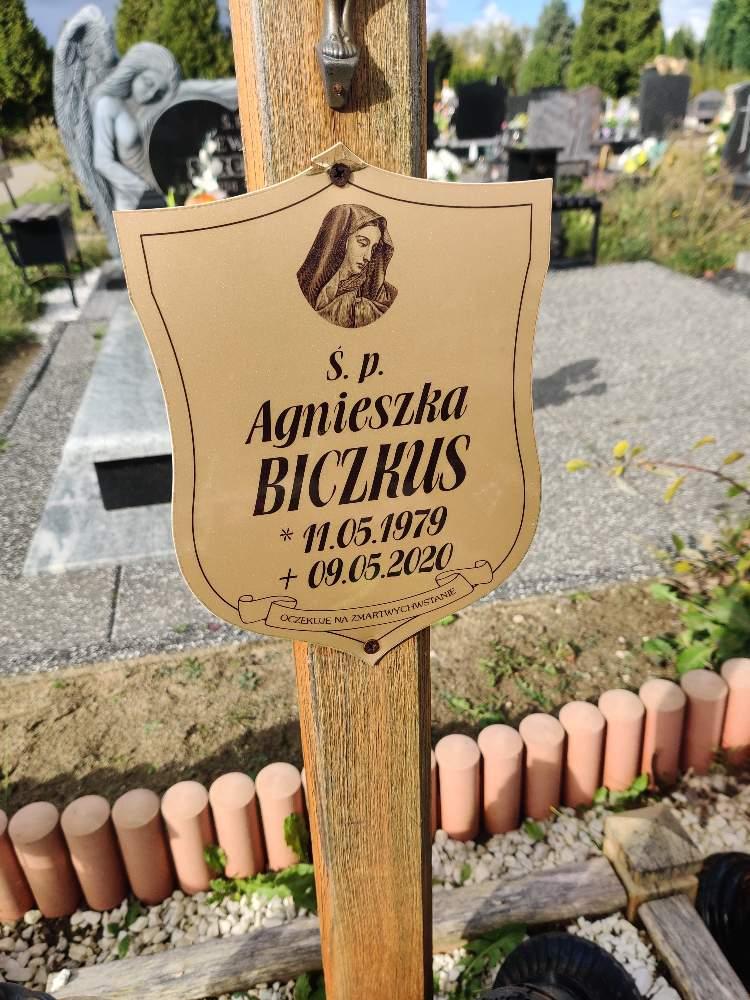 Ś. p.
Agnieszka
BICZKUS
* 11.05.1979
+ 09.05.2020
OCZEKUJE NA ZMARTWYCHWSTANIE